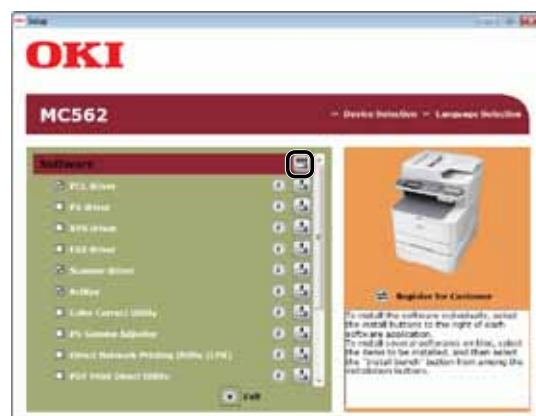 Setup
OKI
MC562
Device Detection Language Detection
Software
PCL driver
PS driver
XPS driver
FAX driver
Scanner driver
ActKey
Color Correct Utility
PS Gamma Adjuster
Direct Network Printing Utility (LPR)
PDF Print Direct Utility
Exit
Register for Customer
To install the software individually, select
the install buttons to the right of each
software application.
To install several softwares en bloc, select
the items to be installed, and then select
the "install bunch" button from among the
installation buttons.